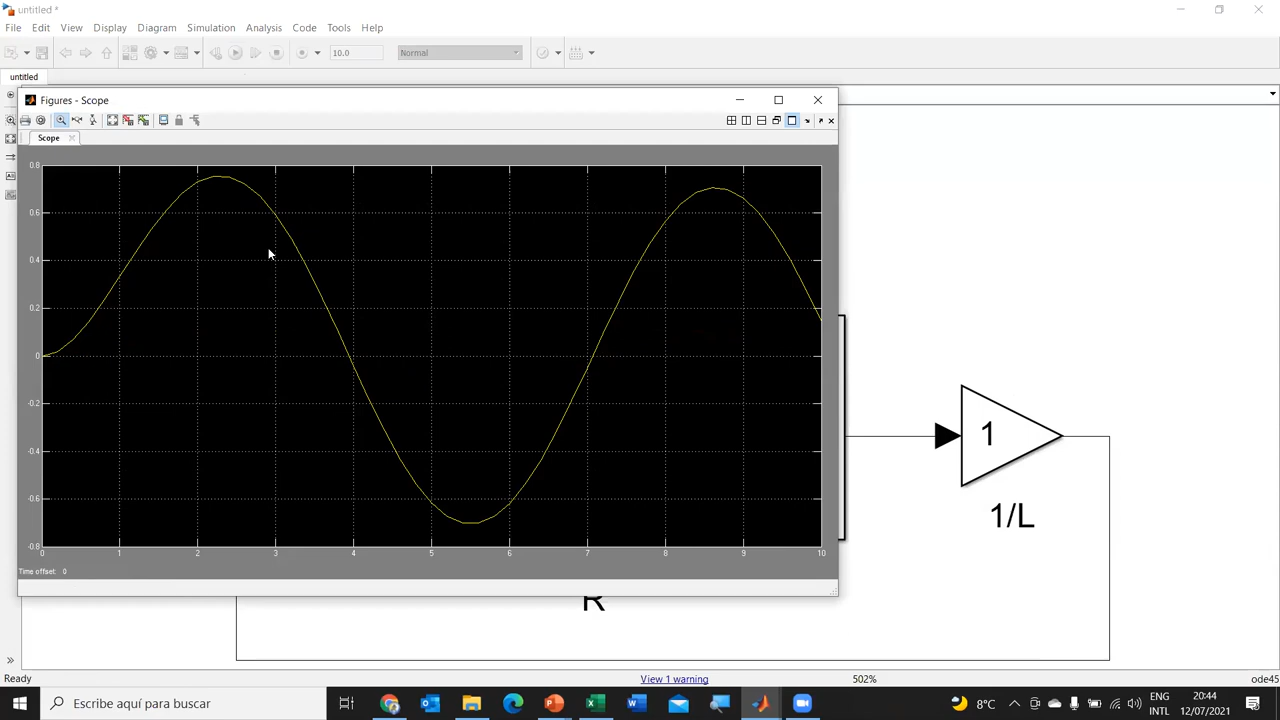 untitled *
File Edit View Display Diagram Simulation Analysis Code Tools Help
10.0 Normal
untitled
Figures - Scope
Scope
0.8
0.6
0.4
0.2
0
-0.2
-0.4
-0.6
-0.8
0 1 2 3 4 5 6 7 8 9 10
Time offset: 0
1
1/L
R
Ready View 1 warning 502% ode45
Escribe aquí para buscar
8°C
ENG
INTL
20:44
12/07/2021